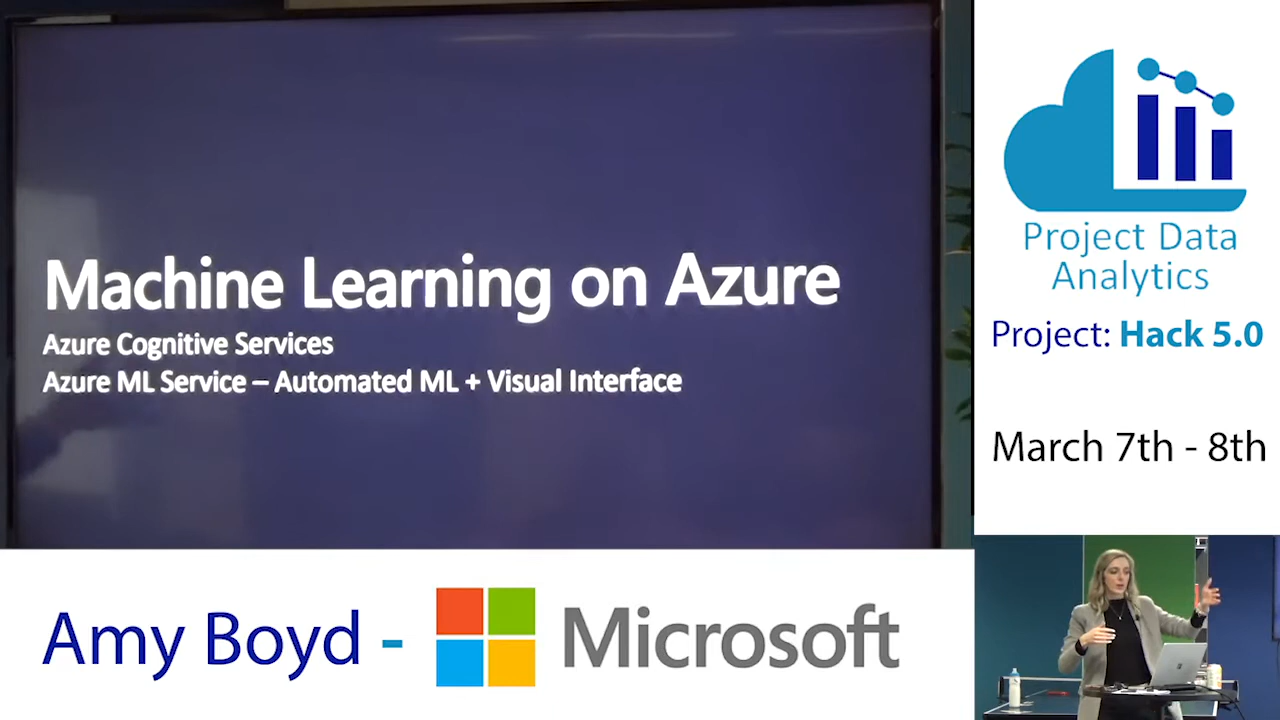 Machine Learning on Azure
Azure Cognitive Services
Azure ML Service – Automated ML + Visual Interface
Project Data
Analytics
Project: Hack 5.0
March 7th - 8th
Amy Boyd - Microsoft